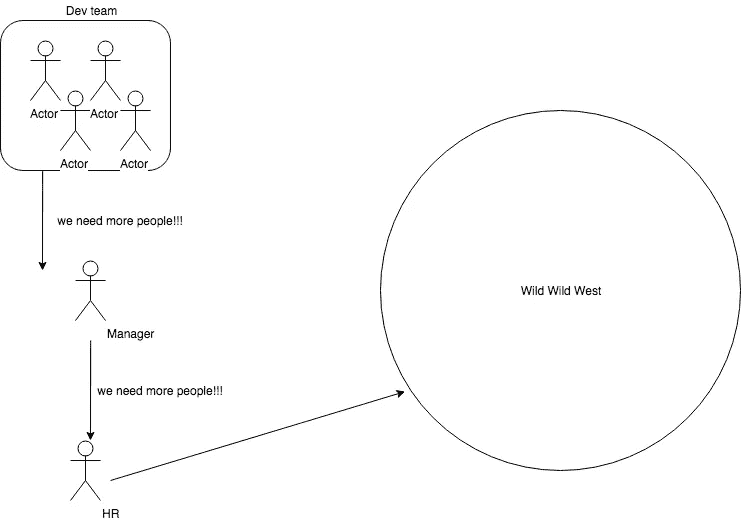 Dev team
Actor
Actor
Actor
Actor
we need more people!!!
Wild Wild West
Manager
we need more people!!!
HR